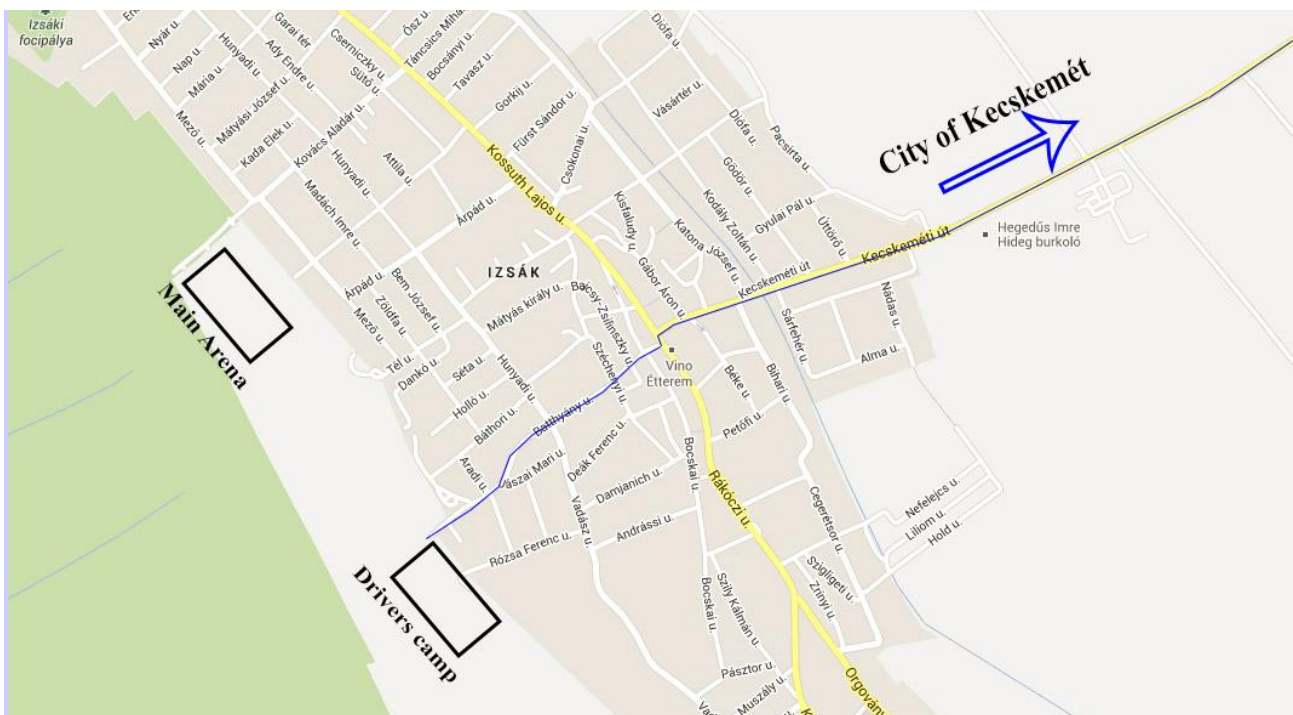 Izsáki
focipálya
Nyár u.
Nap u.
Mária u.
Hunyadi u.
Garai tér
Ady Endre u.
Mátyási József u.
Kada Elek u.
Mező u.
Cserniczky u.
Sütő u.
Ősz u.
Táncsics Mihá
Bocsányi u.
Tavasz u.
Gorkij u.
Fürst Sándor u.
Csokonai u.
Kovács Aladár u.
Hunyadi u.
Attila u.
Madách Imre u.
Árpád u.
Kossuth Lajos u.
Diófa u.
Vásártér u.
Diófa u.
Pacsirta u.
Gödör u.
Kodály Zoltán u.
Gyulai Pál u.
Úttörő u.
City of Kecskemét
Hegedűs Imre
Hideg burkoló
Kecskeméti út
Kecskeméti út
Kisfaludy u.
Gábor Áron u.
Katona József u.
IZSÁK
Main Arena
Árpád u.
Bem József u.
Zöldfa u.
Mező u.
Tél u.
Dankó u.
Mátyás király u.
Bajcsy-Zsilinszky u.
Széchenyi u.
Séta u.
Holló u.
Báthori u.
Hunyadi u.
Batthyány u.
Vino
Étterem
Béke u.
Bihari u.
Petőfi u.
Sárfehér u.
Nádas u.
Alma u.
Aradi u.
Jászai Mari u.
Deák Ferenc u.
Damjanich u.
Andrássi u.
Vadász u.
Rózsa Ferenc u.
Bocskai u.
Rákóczi u.
Cegerétsor u.
Nefelejcs u.
Liliom u.
Hold u.
Szigligeti u.
Zrínyi u.
Drivers camp
Bocskai u.
Szily Kálmán u.
Pásztor u.
Muszály u.
Orgovány